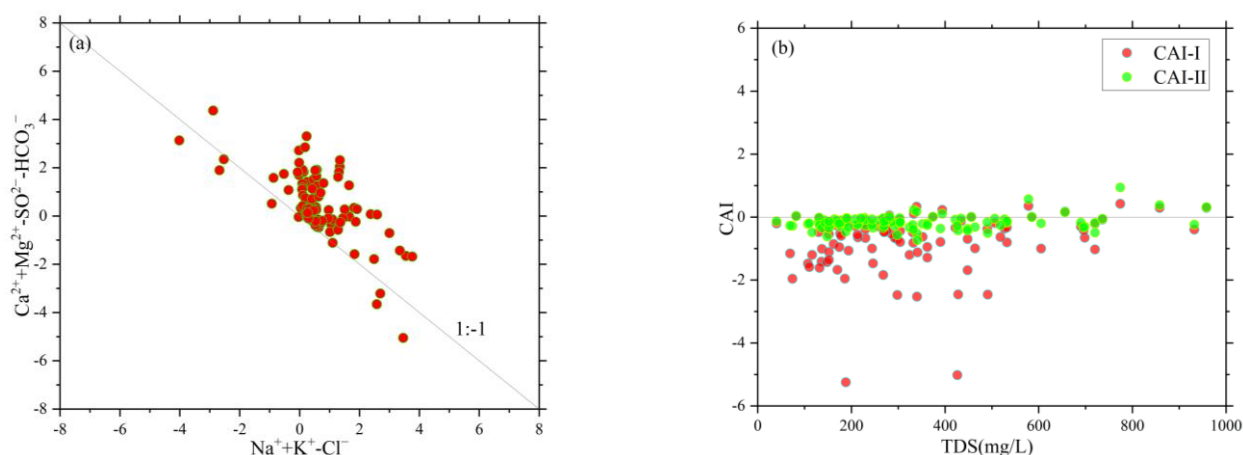 (a)
8
6
4
2
0
-2
-4
-6
-8
-8 -6 -4 -2 0 2 4 6 8
Ca²⁺+Mg²⁺-SO²⁻-HCO₃⁻
Na⁺+K⁺-Cl⁻
1:-1
(b)
CAI-I
CAI-II
6
4
2
0
-2
-4
-6
0 200 400 600 800 1000
CAI
TDS(mg/L)